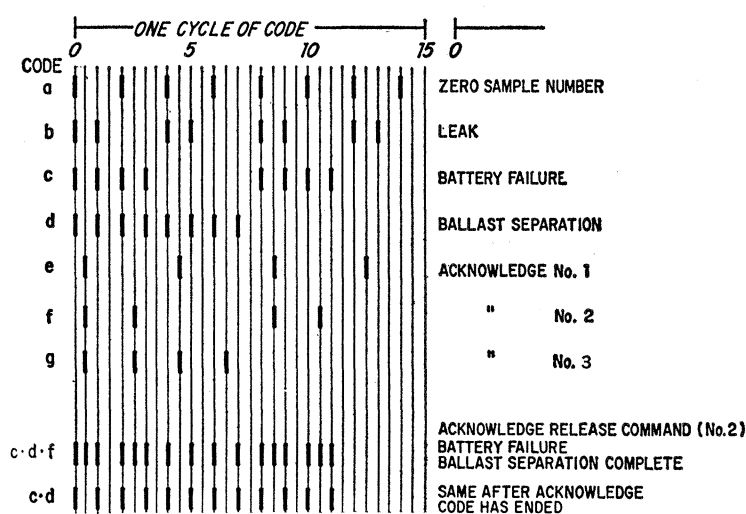 ONE CYCLE OF CODE
0 5 10 15 0
CODE
a ZERO SAMPLE NUMBER
b LEAK
c BATTERY FAILURE
d BALLAST SEPARATION
e ACKNOWLEDGE No. 1
f " No. 2
g " No. 3
ACKNOWLEDGE RELEASE COMMAND (No.2)
c·d·f BATTERY FAILURE
BALLAST SEPARATION COMPLETE
c·d SAME AFTER ACKNOWLEDGE
CODE HAS ENDED